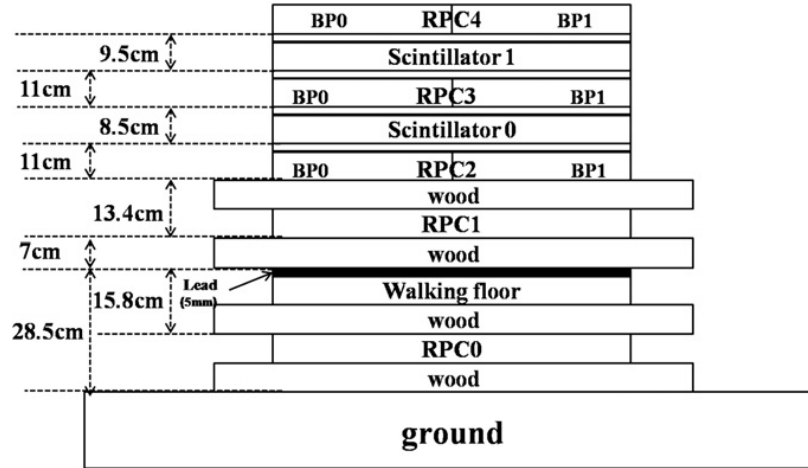 BP0 RPC4 BP1
9.5cm
Scintillator 1
11cm
BP0 RPC3 BP1
8.5cm
Scintillator 0
11cm
BP0 RPC2 BP1
wood
13.4cm
RPC1
7cm
wood
Lead
(5mm)
15.8cm
Walking floor
28.5cm
wood
RPC0
wood
ground